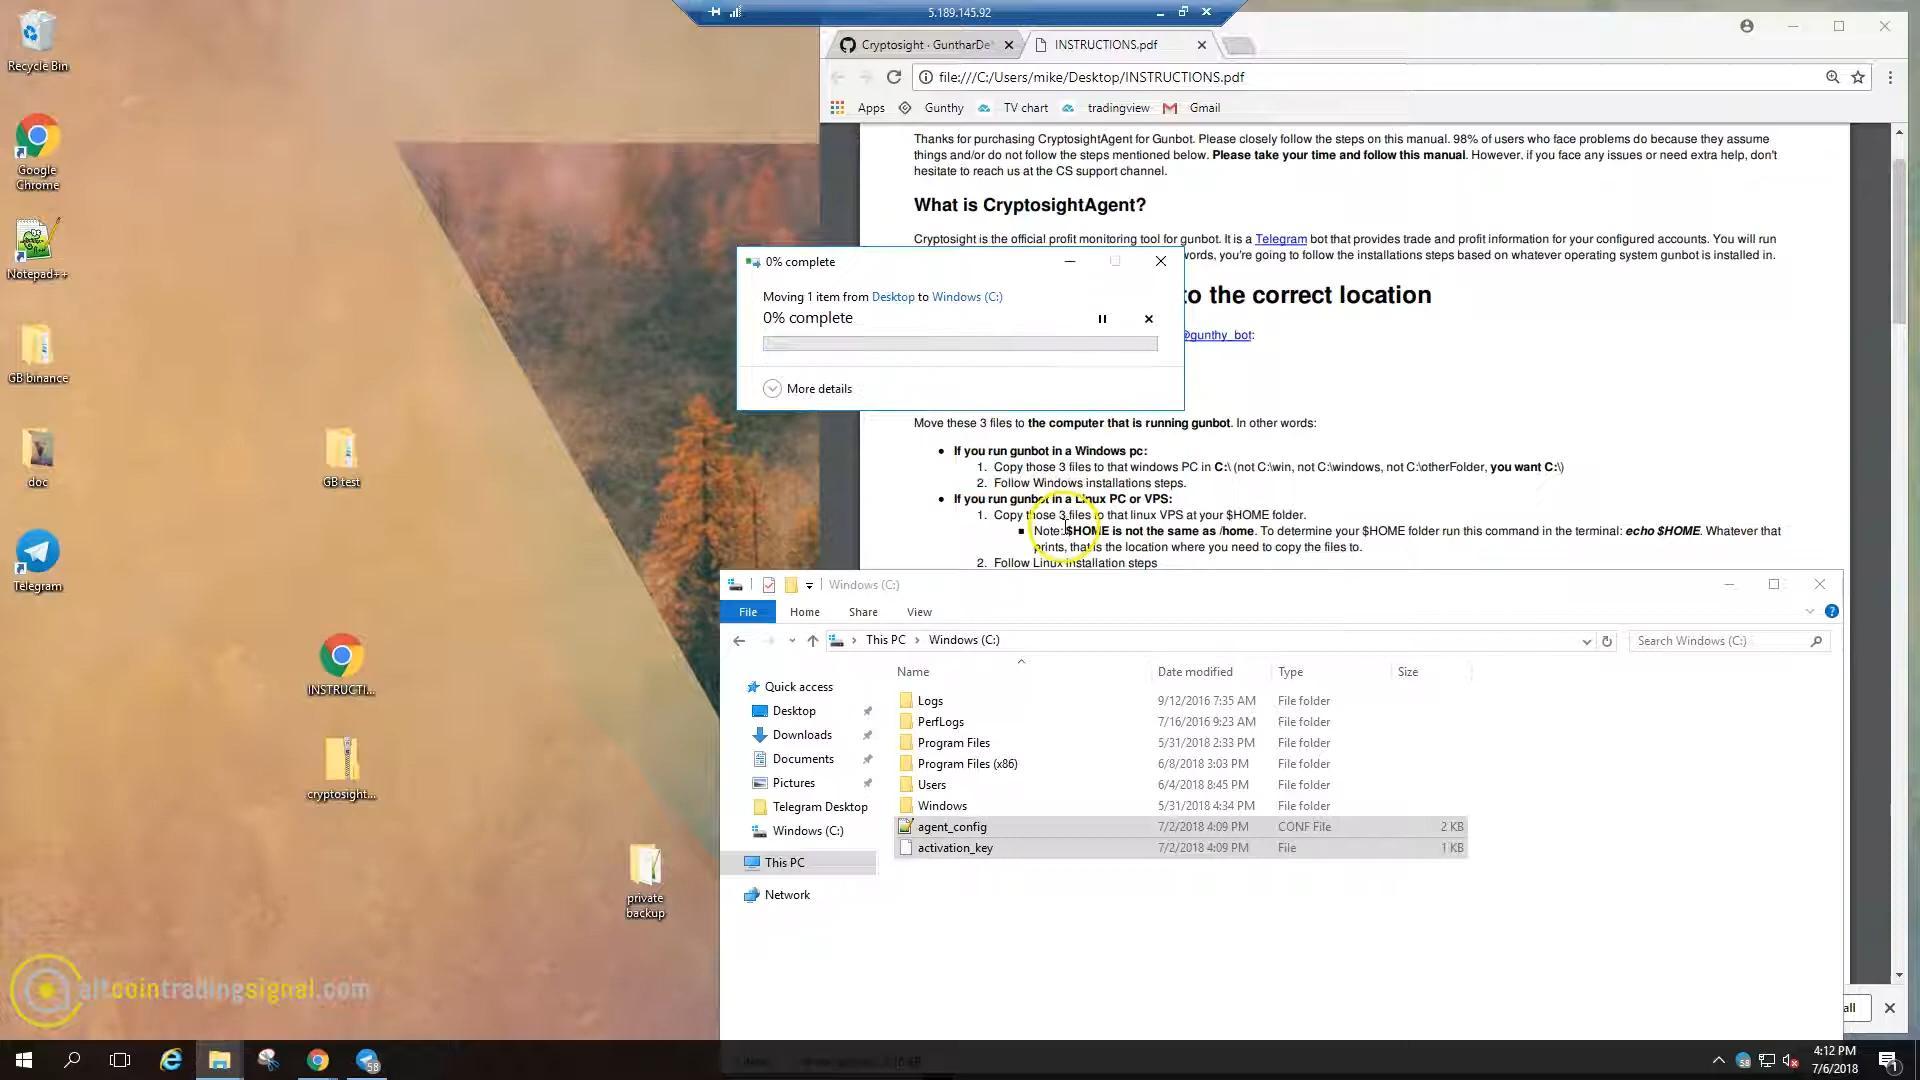 5.189.145.92
Recycle Bin
Google
Chrome
Notepad++
GB binance
doc
Telegram
GB test
INSTRUCTI...
cryptosight...
private
backup
altcointradingsignal.com
Cryptosight · GuntharDe
INSTRUCTIONS.pdf
file:///C:/Users/mike/Desktop/INSTRUCTIONS.pdf
Apps
Gunthy
TV chart
tradingview
Gmail
Thanks for purchasing CryptosightAgent for Gunbot. Please closely follow the steps on this manual. 98% of users who face problems do because they assume
things and/or do not follow the steps mentioned below. Please take your time and follow this manual. However, if you face any issues or need extra help, don't
hesitate to reach us at the CS support channel.
What is CryptosightAgent?
Cryptosight is the official profit monitoring tool for gunbot. It is a Telegram bot that provides trade and profit information for your configured accounts. You will run
words, you're going to follow the installations steps based on whatever operating system gunbot is installed in.
to the correct location
@gunthy_bot:
0% complete
Moving 1 item from Desktop to Windows (C:)
0% complete
More details
Move these 3 files to the computer that is running gunbot. In other words:
If you run gunbot in a Windows pc:
1. Copy those 3 files to that windows PC in C:\ (not C:\win, not C:\windows, not C:\otherFolder, you want C:\)
2. Follow Windows installations steps.
If you run gunbot in a Linux PC or VPS:
1. Copy those 3 files to that linux VPS at your $HOME folder.
Note: $HOME is not the same as /home. To determine your $HOME folder run this command in the terminal: echo $HOME. Whatever that
prints, that is the location where you need to copy the files to.
2. Follow Linux installation steps
Windows (C:)
File
Home
Share
View
This PC
Windows (C:)
Search Windows (C:)
Name
Date modified
Type
Size
Quick access
Desktop
Downloads
Documents
Pictures
Telegram Desktop
Windows (C:)
This PC
Network
Logs 9/12/2016 7:35 AM File folder
PerfLogs 7/16/2016 9:23 AM File folder
Program Files 5/31/2018 2:33 PM File folder
Program Files (x86) 6/8/2018 3:03 PM File folder
Users 6/4/2018 8:45 PM File folder
Windows 5/31/2018 4:34 PM File folder
agent_config 7/2/2018 4:09 PM CONF File 2 KB
activation_key 7/2/2018 4:09 PM File 1 KB
all
58
58
4:12 PM
7/6/2018
1